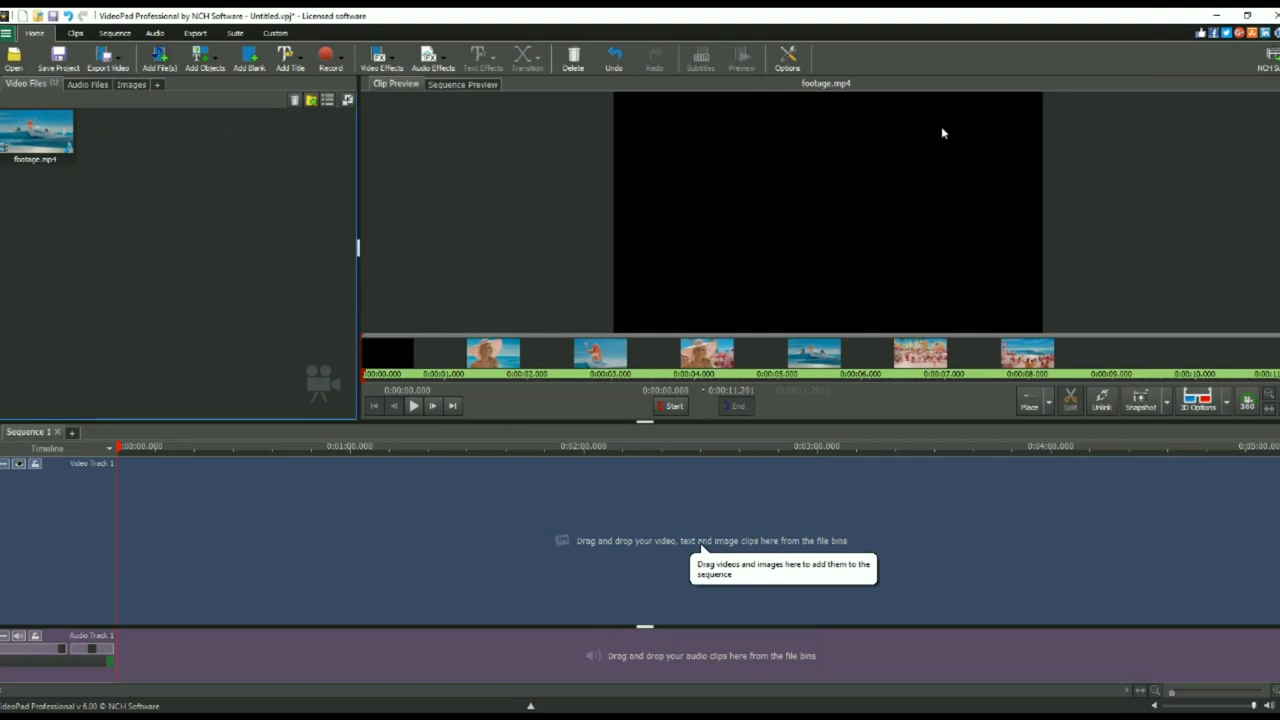 VideoPad Professional by NCH Software - Untitled.vpj* - Licensed software
Home Clips Sequence Audio Export Suite Custom
Open Save Project Export Video Add File(s) Add Objects Add Blank Add Title Record Video Effects Audio Effects Text Effects Transition Delete Undo Redo Subtitles Preview Options
Video Files (1) Audio Files Images +
Clip Preview Sequence Preview footage.mp4
footage.mp4
0:00:01.000 0:00:02.000 0:00:03.000 0:00:04.000 0:00:05.000 0:00:06.000 0:00:07.000 0:00:08.000 0:00:09.000 0:00:10.000
0:00:00.000 0:00:00.000 - 0:00:11.201 (0:00:11.201)
Start End Place Split Unlink Snapshot 3D Options 360
Sequence 1 × +
Timeline :00:00.000 0:01:00.000 0:02:00.000 0:03:00.000 0:04:00.000 0:05:00.0
Video Track 1
Drag and drop your video, text and image clips here from the file bins
Drag videos and images here to add them to the
sequence
Audio Track 1
Drag and drop your audio clips here from the file bins
ideoPad Professional v 6.00 © NCH Software